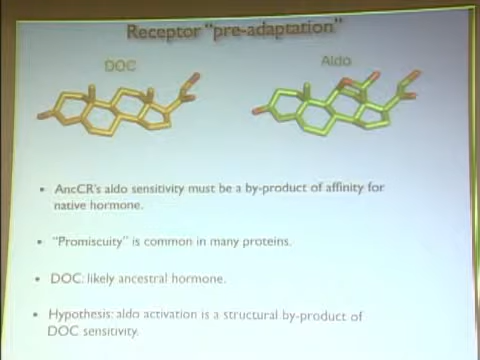 Receptor "pre-adaptation"
DOC
Aldo
• AncCR's aldo sensitivity must be a by-product of affinity for
native hormone.
• "Promiscuity" is common in many proteins.
• DOC: likely ancestral hormone.
• Hypothesis: aldo activation is a structural by-product of
DOC sensitivity.